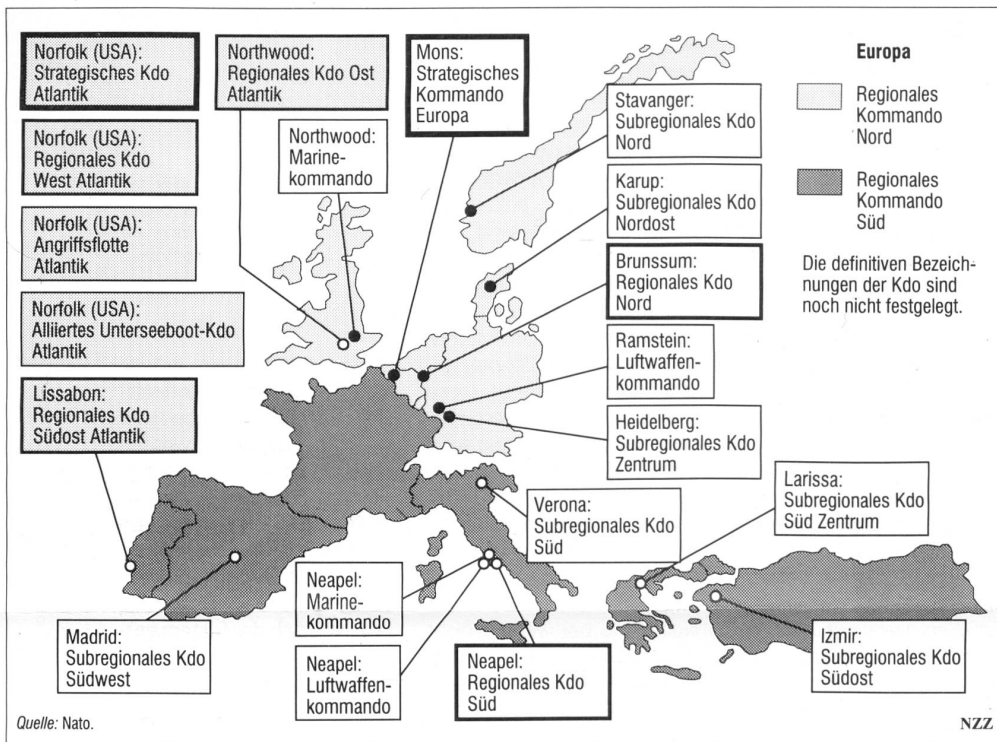 Norfolk (USA):
Strategisches Kdo
Atlantik
Norfolk (USA):
Regionales Kdo
West Atlantik
Norfolk (USA):
Angriffsflotte
Atlantik
Norfolk (USA):
Alliiertes Unterseeboot-Kdo
Atlantik
Lissabon:
Regionales Kdo
Südost Atlantik
Northwood:
Regionales Kdo Ost
Atlantik
Northwood:
Marine-
kommando
Mons:
Strategisches
Kommando
Europa
Stavanger:
Subregionales Kdo
Nord
Karup:
Subregionales Kdo
Nordost
Brunssum:
Regionales Kdo
Nord
Ramstein:
Luftwaffen-
kommando
Heidelberg:
Subregionales Kdo
Zentrum
Europa
Regionales
Kommando
Nord
Regionales
Kommando
Süd
Die definitiven Bezeich-
nungen der Kdo sind
noch nicht festgelegt.
Larissa:
Subregionales Kdo
Süd Zentrum
Verona:
Subregionales Kdo
Süd
Neapel:
Marine-
kommando
Madrid:
Subregionales Kdo
Südwest
Neapel:
Luftwaffen-
kommando
Neapel:
Regionales Kdo
Süd
Izmir:
Subregionales Kdo
Südost
Quelle: Nato.
NZZ